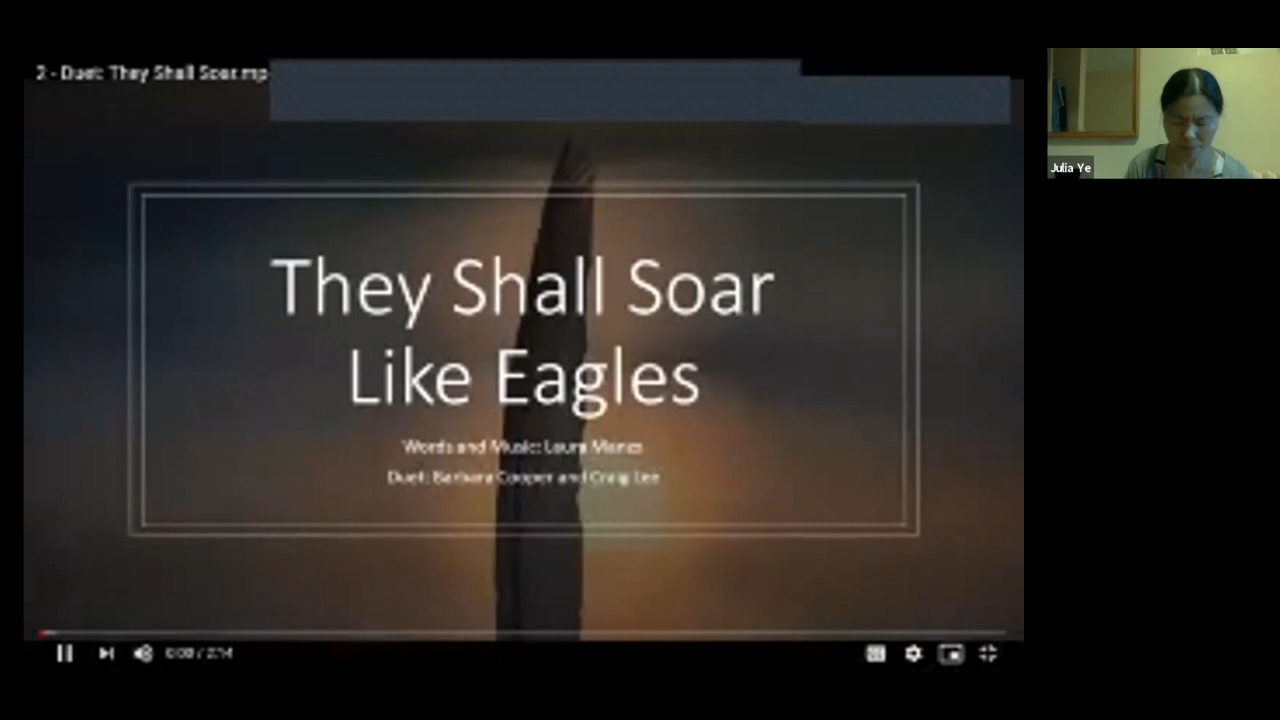 2 - Duet: They Shall Soar.mp
They Shall Soar
Like Eagles
Words and Music: Laura Manzo
Duet: Barbara Cooper and Craig Lee
0:00 / 2:14
Julia Ye